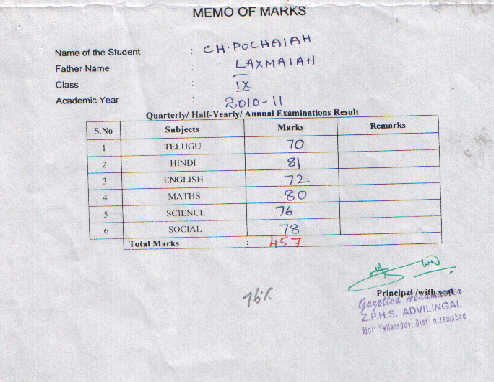 MEMO OF MARKS
Name of the Student : CH. POCHAIAH
Father Name : LAXMAIAH
Class : IX
Academic Year : 2010-11
Quarterly/ Half-Yearly/ Annual Examinations Result
S.No Subjects Marks Remarks
1 TELUGU 70
2 HINDI 81
3 ENGLISH 72
4 MATHS 80
5 SCIENCE 76
6 SOCIAL 78
Total Marks : 457
76%
Principal (with seal)
Gazetted
Z.P.H.S. ADVILINGAL